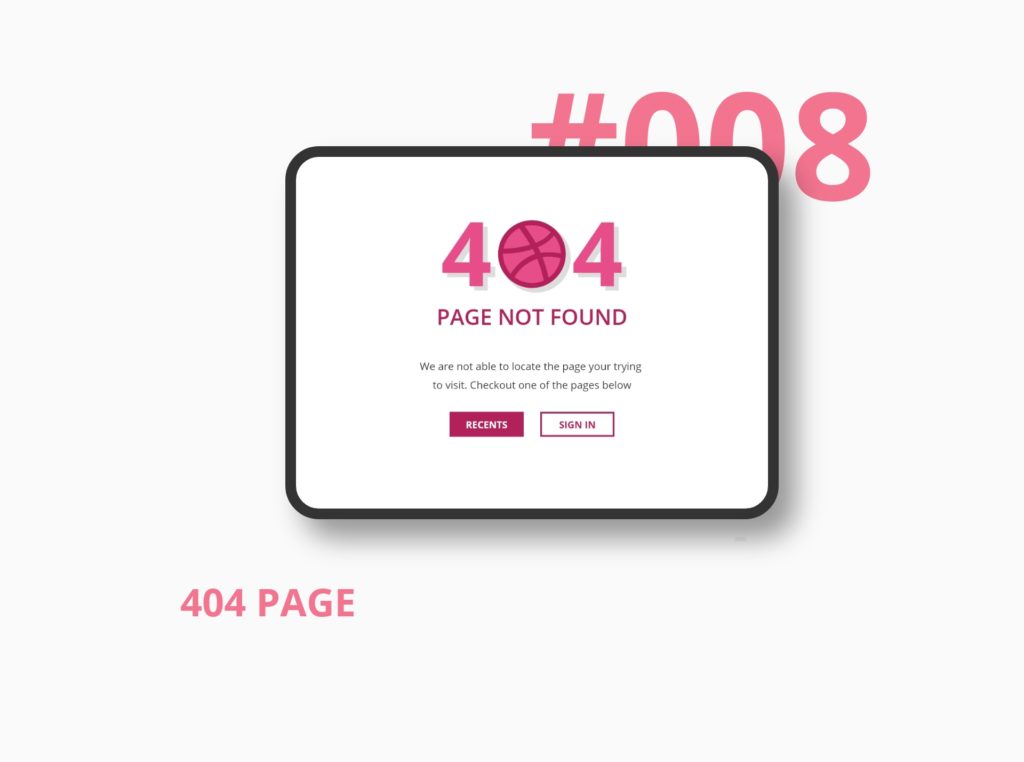 #008
404
PAGE NOT FOUND
We are not able to locate the page your trying
to visit. Checkout one of the pages below
RECENTS
SIGN IN
404 PAGE